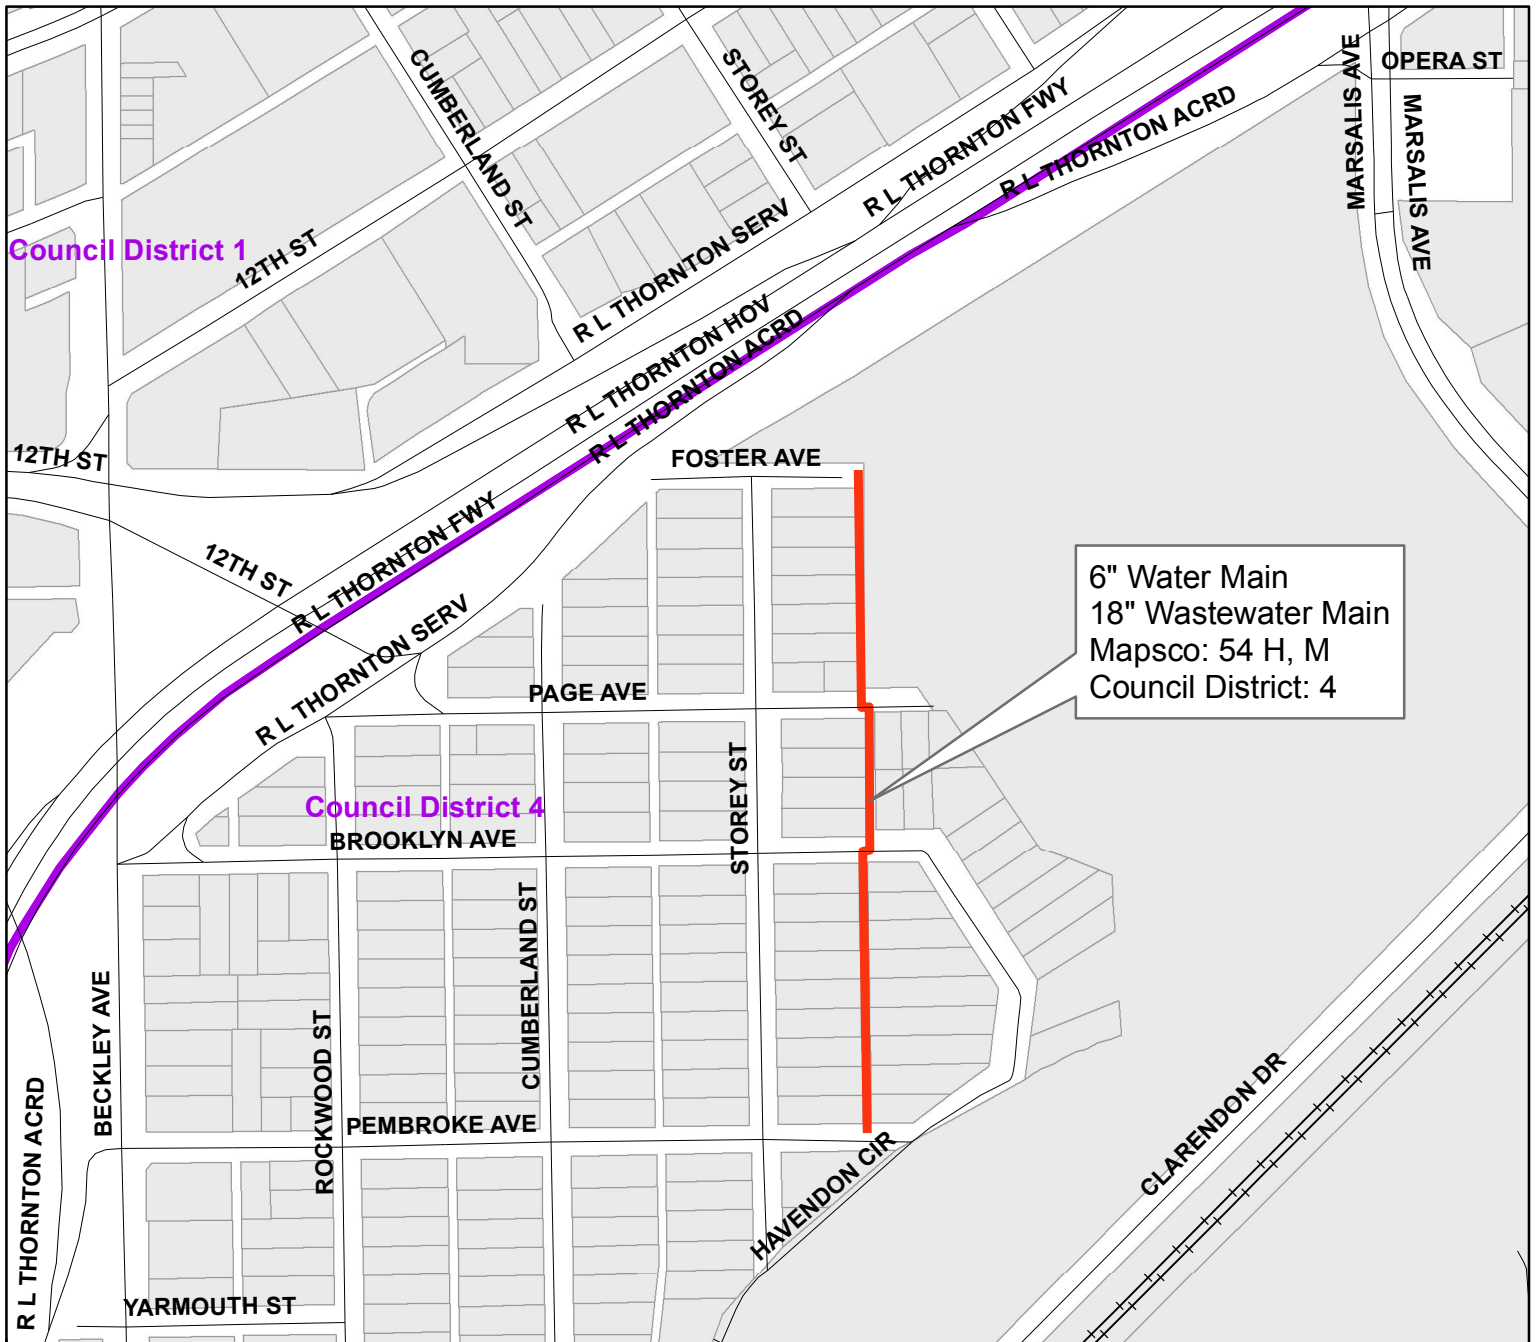 CUMBERLAND ST
STOREY ST
MARSALIS AVE
OPERA ST
R L THORNTON FWY
R L THORNTON ACRD
MARSALIS AVE
Council District 1
12TH ST
R L THORNTON SERV
R L THORNTON HOV
R L THORNTON ACRD
12TH ST
FOSTER AVE
R L THORNTON FWY
12TH ST
6" Water Main
18" Wastewater Main
Mapsco: 54 H, M
Council District: 4
R L THORNTON SERV
PAGE AVE
STOREY ST
Council District 4
BROOKLYN AVE
CUMBERLAND ST
BECKLEY AVE
ROCKWOOD ST
PEMBROKE AVE
R L THORNTON ACRD
HAVENDON CIR
CLARENDON DR
YARMOUTH ST